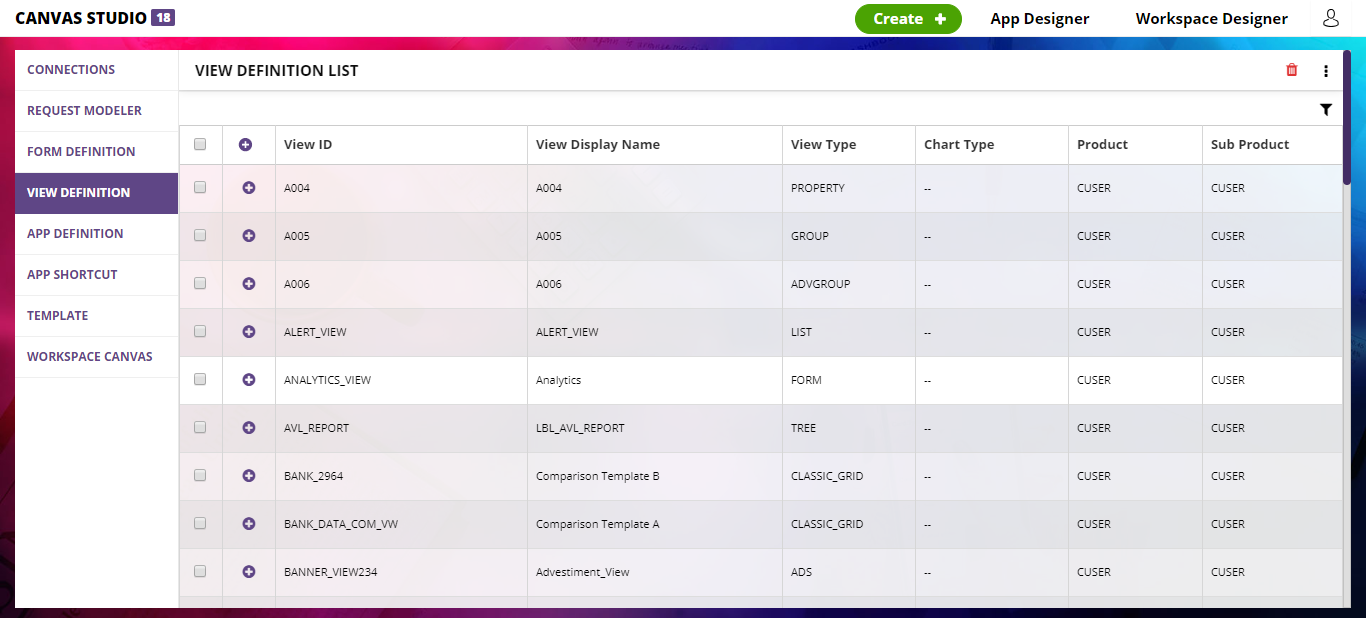 CANVAS STUDIO 18 Create + App Designer Workspace Designer
CONNECTIONS
REQUEST MODELER
FORM DEFINITION
VIEW DEFINITION
APP DEFINITION
APP SHORTCUT
TEMPLATE
WORKSPACE CANVAS
VIEW DEFINITION LIST
View ID View Display Name View Type Chart Type Product Sub Product
A004 A004 PROPERTY -- CUSER CUSER
A005 A005 GROUP -- CUSER CUSER
A006 A006 ADVGROUP -- CUSER CUSER
ALERT_VIEW ALERT_VIEW LIST -- CUSER CUSER
ANALYTICS_VIEW Analytics FORM -- CUSER CUSER
AVL_REPORT LBL_AVL_REPORT TREE -- CUSER CUSER
BANK_2964 Comparison Template B CLASSIC_GRID -- CUSER CUSER
BANK_DATA_COM_VW Comparison Template A CLASSIC_GRID -- CUSER CUSER
BANNER_VIEW234 Advestiment_View ADS -- CUSER CUSER